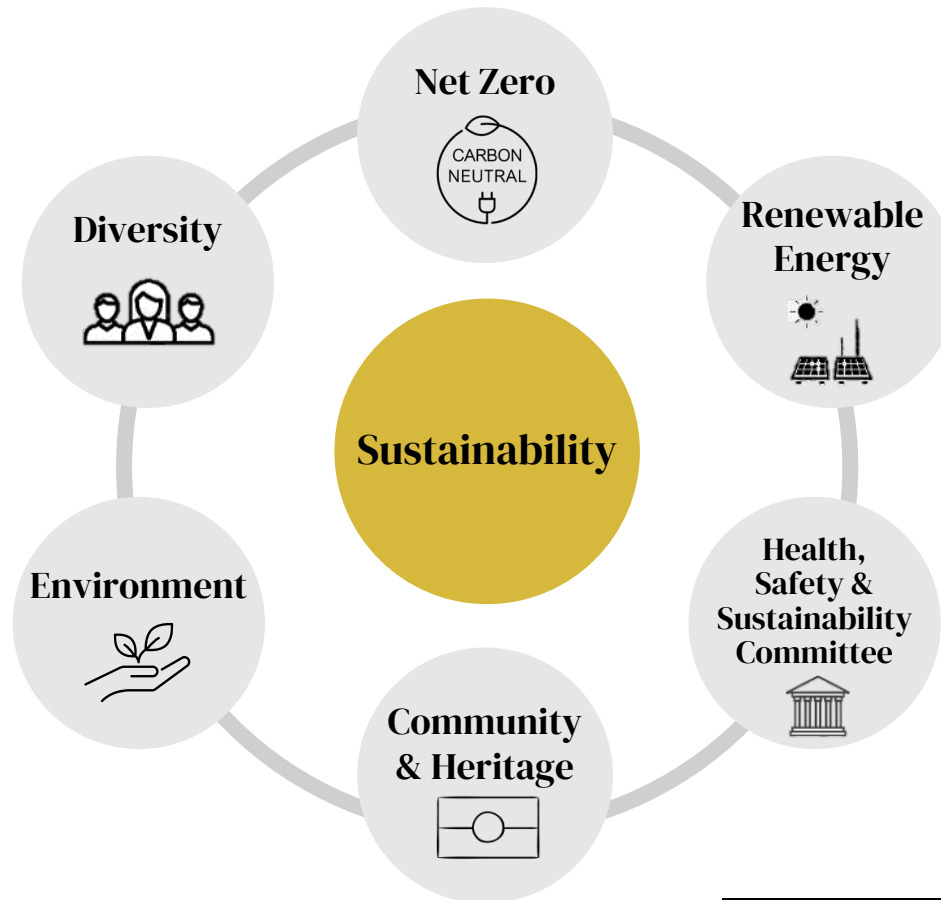 Net Zero
CARBON
NEUTRAL
Diversity
Renewable
Energy
Sustainability
Environment
Health,
Safety &
Sustainability
Committee
Community
& Heritage